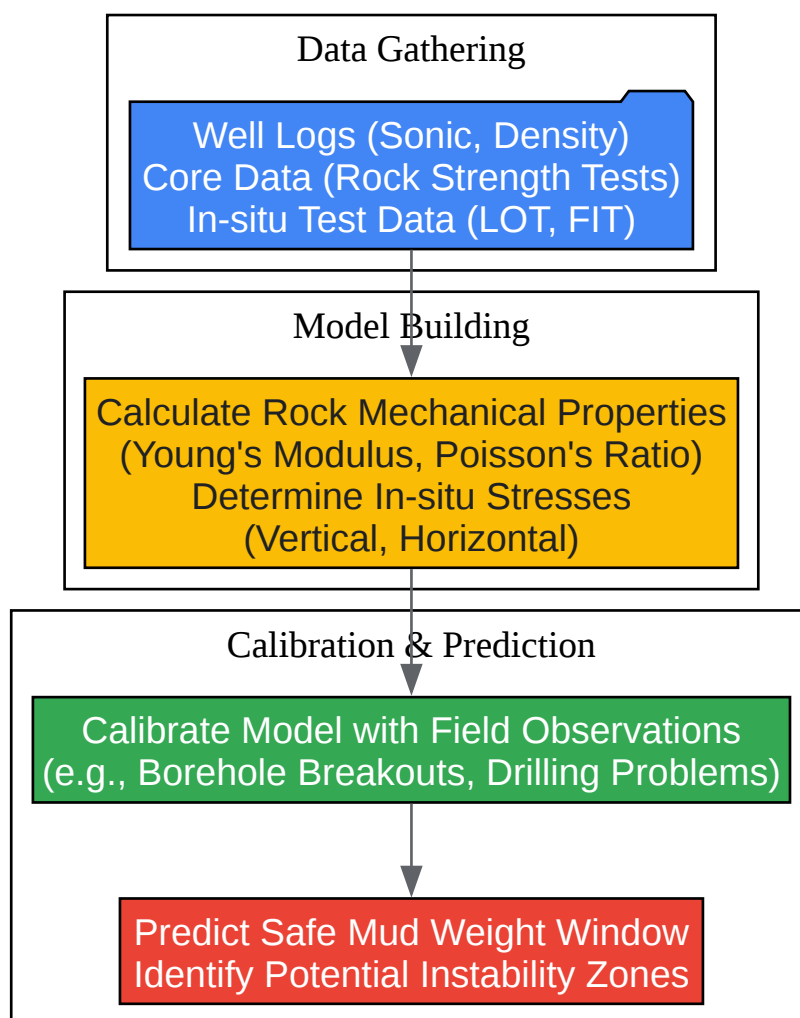 Data Gathering
Well Logs (Sonic, Density)
Core Data (Rock Strength Tests)
In-situ Test Data (LOT, FIT)
Model Building
Calculate Rock Mechanical Properties
(Young's Modulus, Poisson's Ratio)
Determine In-situ Stresses
(Vertical, Horizontal)
Calibration & Prediction
Calibrate Model with Field Observations
(e.g., Borehole Breakouts, Drilling Problems)
Predict Safe Mud Weight Window
Identify Potential Instability Zones